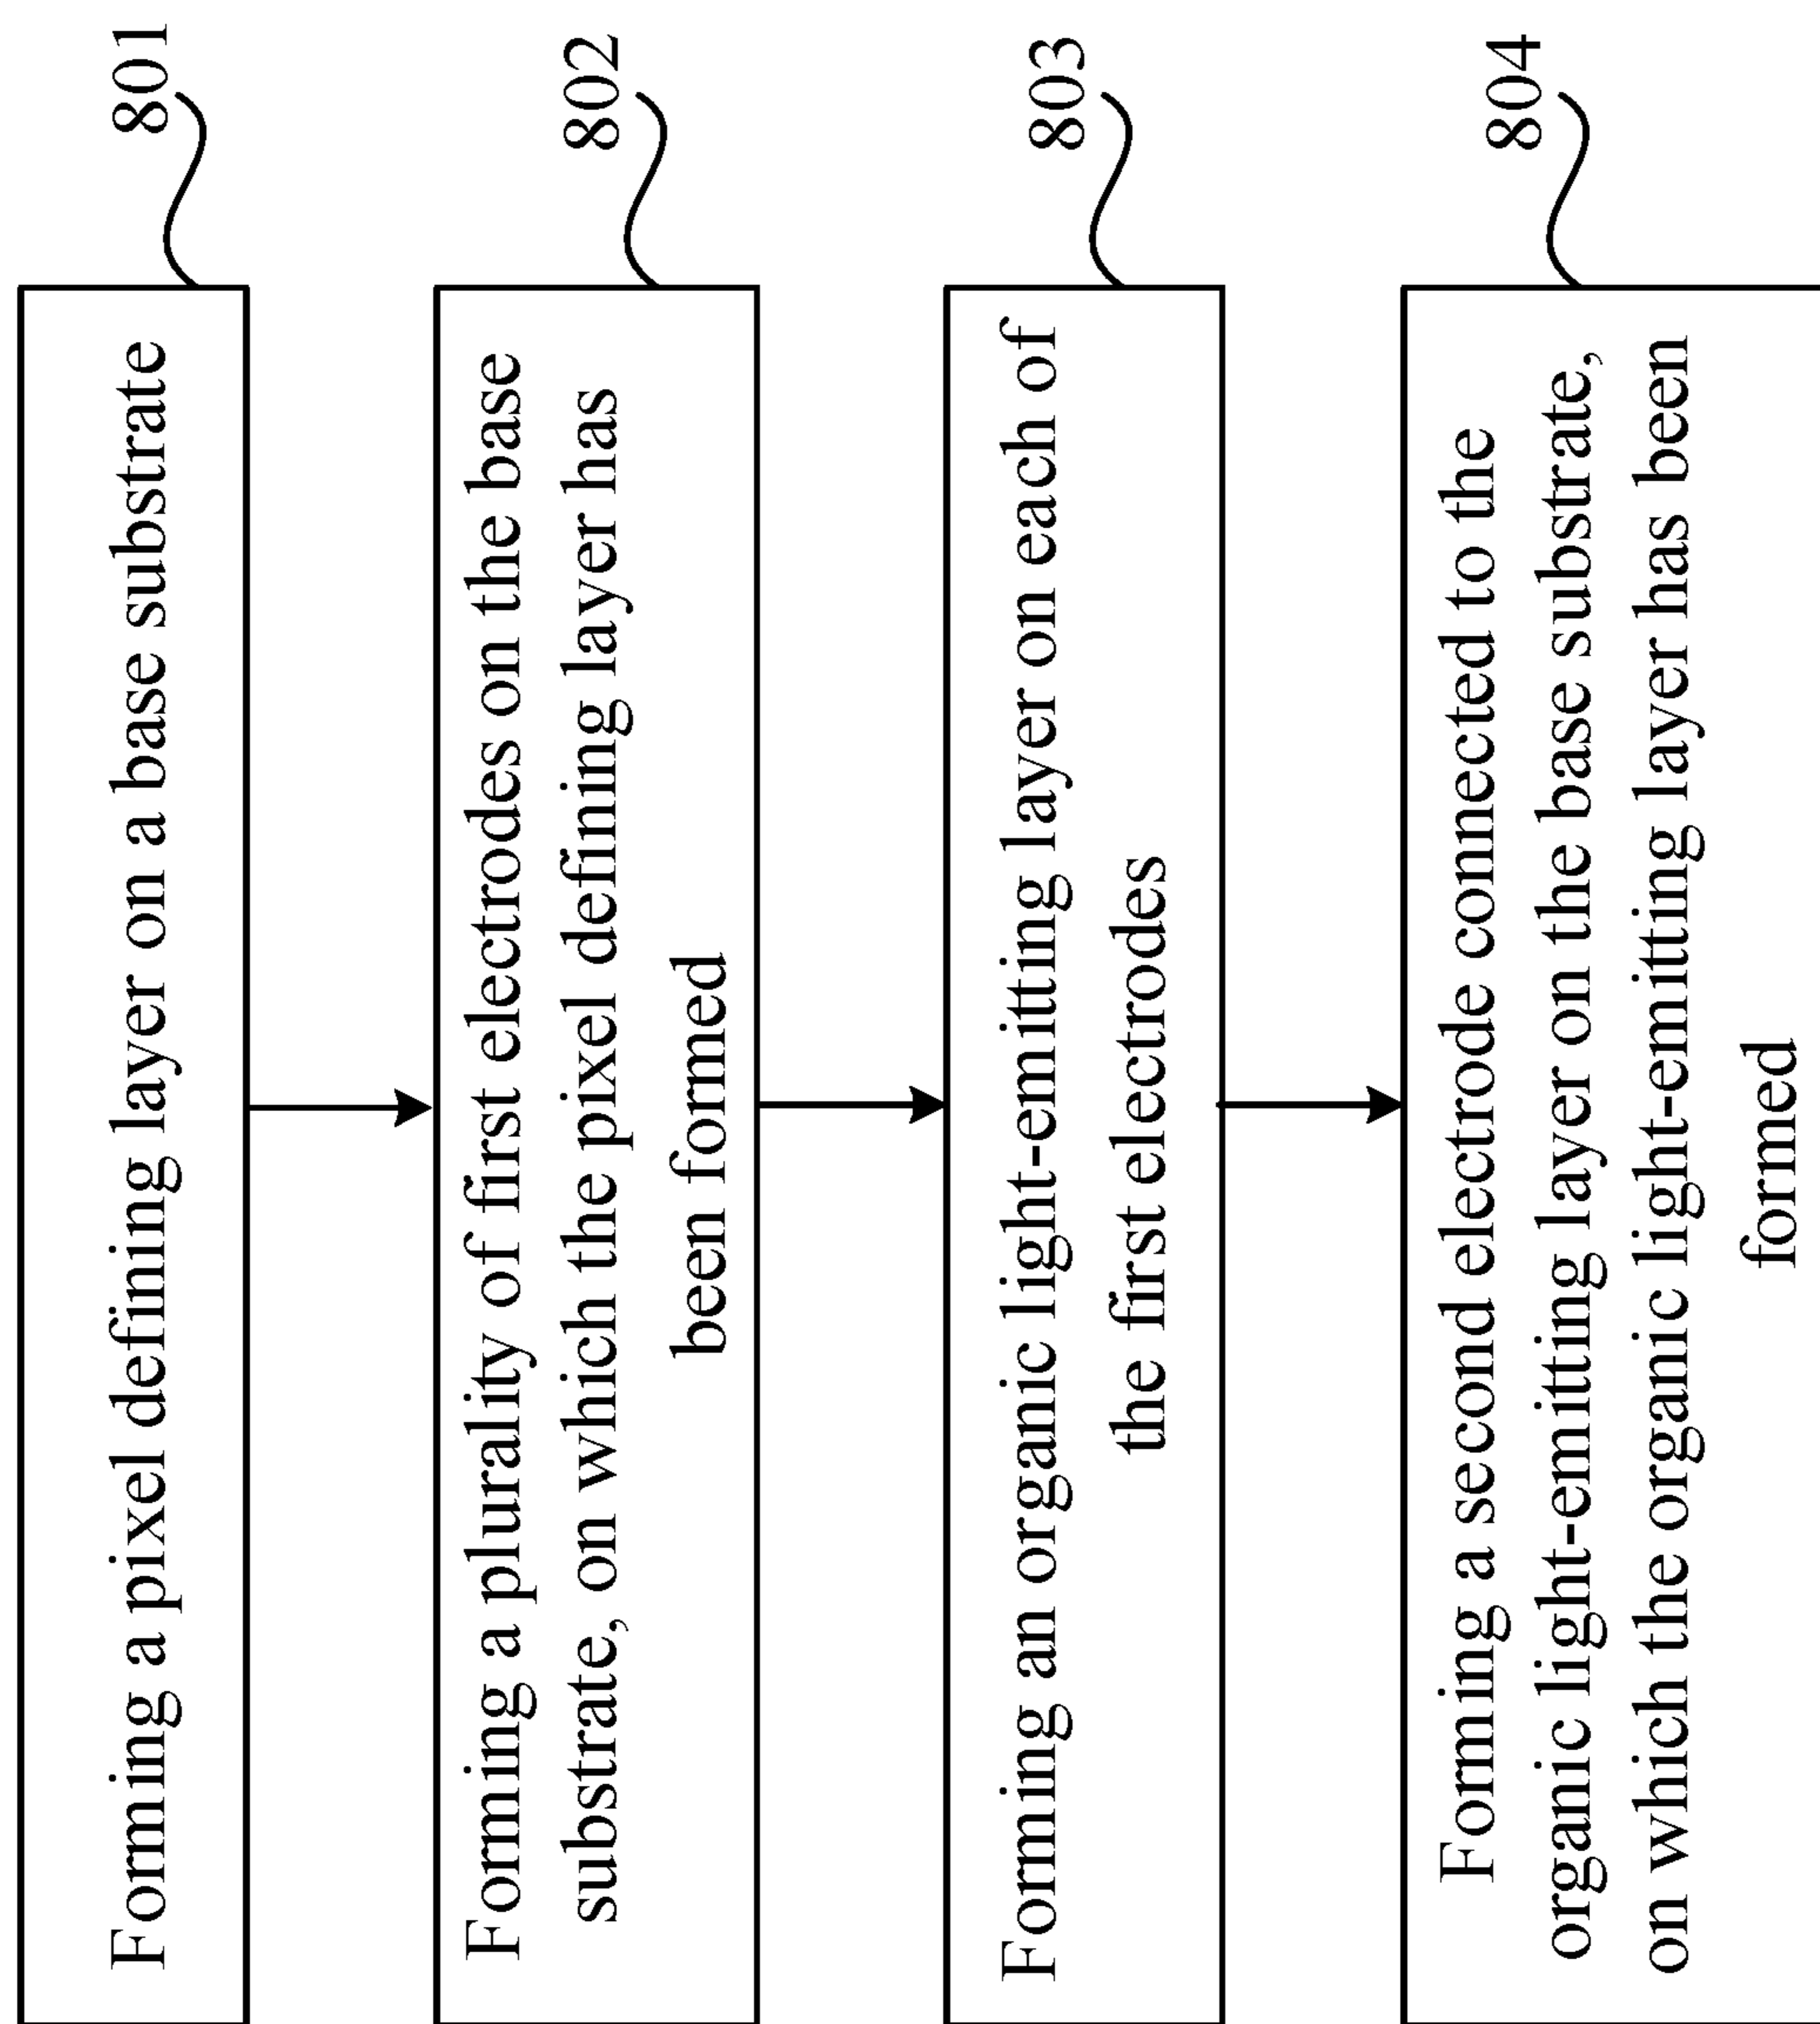 801
Forming a pixel defining layer on a base substrate
802
Forming a plurality of first electrodes on the base
substrate, on which the pixel defining layer has
been formed
803
Forming an organic light-emitting layer on each of
the first electrodes
804
Forming a second electrode connected to the
organic light-emitting layer on the base substrate,
on which the organic light-emitting layer has been
formed